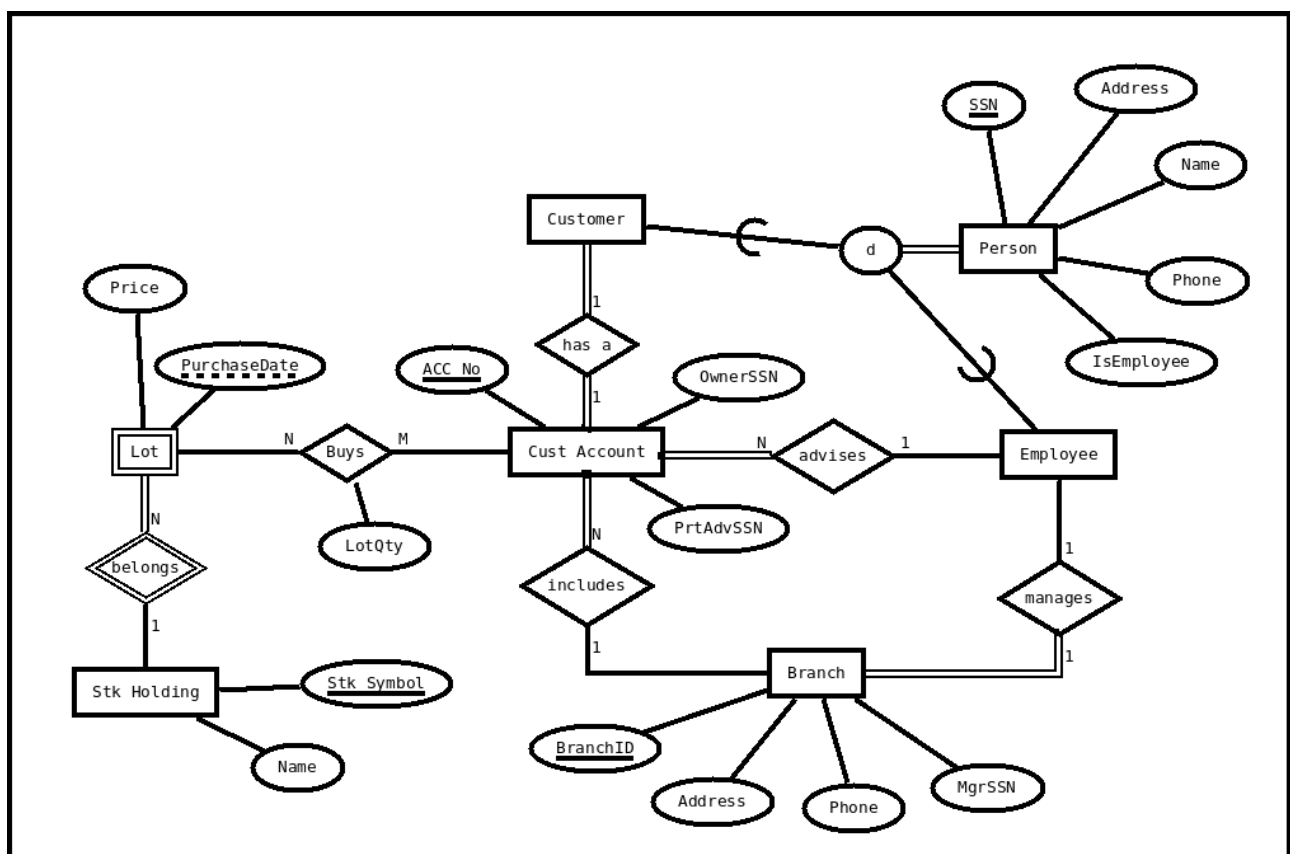 SSN
Address
Name
Customer
d
Person
Phone
Price
1
has a
IsEmployee
PurchaseDate
ACC No
OwnerSSN
1
Lot
N
Buys
M
Cust Account
N
advises
1
Employee
LotQty
PrtAdvSSN
N
N
1
belongs
includes
manages
1
1
1
Stk Holding
Stk Symbol
Branch
BranchID
Name
Address
Phone
MgrSSN